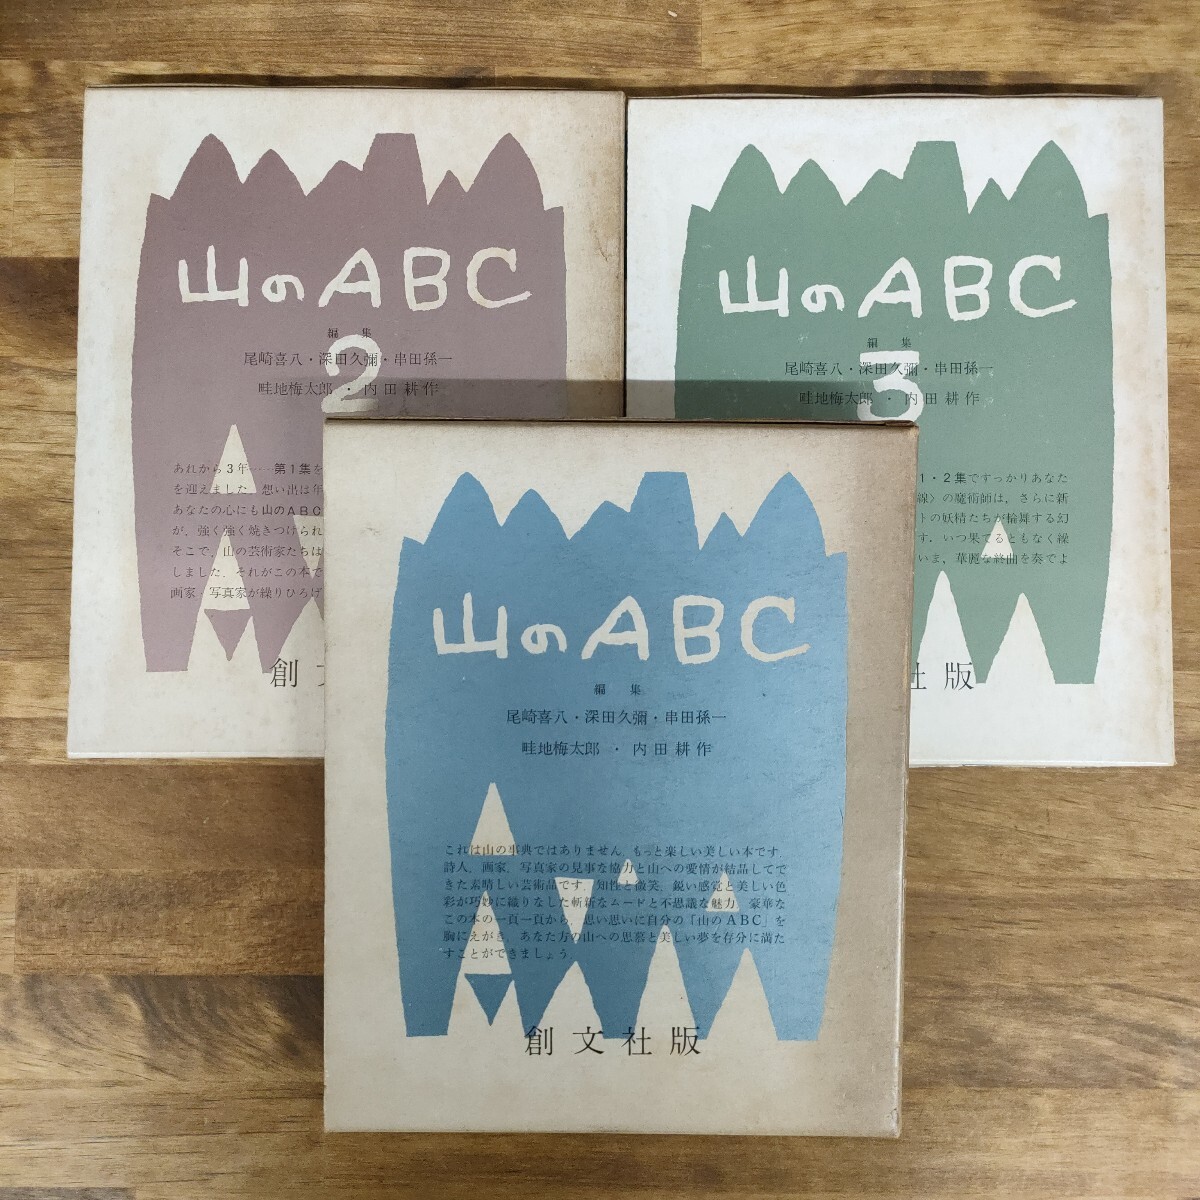 山のABC
2
編集
尾崎喜八・深田久彌・串田孫一
畦地梅太郎・内田耕作
あれから3年……第1集を
を迎えました．想い出は年
あなたの心にも山のABC
が，強く強く焼きつけられ
そこで，山の芸術家たちは
しました．それがこの本で
画家・写真家が繰りひろげ
創
山のABC
3
編集
尾崎喜八・深田久彌・串田孫一
畦地梅太郎・内田耕作
1・2集ですっかりあなた
線〉の魔術師は，さらに新
トの妖精たちが輪舞する幻
す．いつ果てるともなく繰
いま，華麗な終曲を奏でよ
社版
山のABC
編集
尾崎喜八・深田久彌・串田孫一
畦地梅太郎・内田耕作
これは山の事典ではありません．もっと楽しい美しい本です．
詩人，画家，写真家の見事な協力と山への愛情が結晶してで
きた素晴しい芸術品です．知性と微笑，鋭い感覚と美しい色
彩が巧妙に織りなした斬新なムードと不思議な魅力．豪華な
この本の一頁一頁から，思い思いに自分の「山のABC」を
胸にえがき，あなた方の山への思慕と美しい夢を存分に満た
すことができましょう．
創文社版